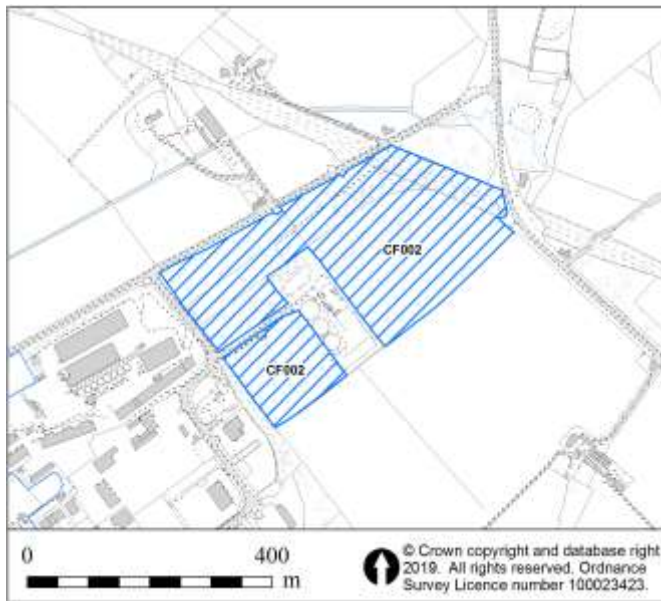 CF002
CF002
0 400
m
© Crown copyright and database right
2019. All rights reserved. Ordnance
Survey Licence number 100023423.